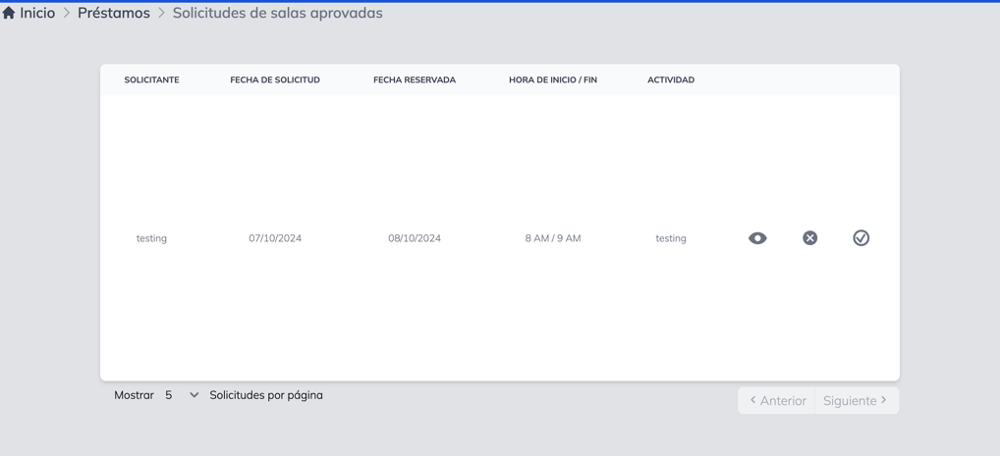 Inicio > Préstamos > Solicitudes de salas aprovadas
SOLICITANTE FECHA DE SOLICITUD FECHA RESERVADA HORA DE INICIO / FIN ACTIVIDAD
testing 07/10/2024 08/10/2024 8 AM / 9 AM testing
Mostrar 5 Solicitudes por página
Anterior Siguiente